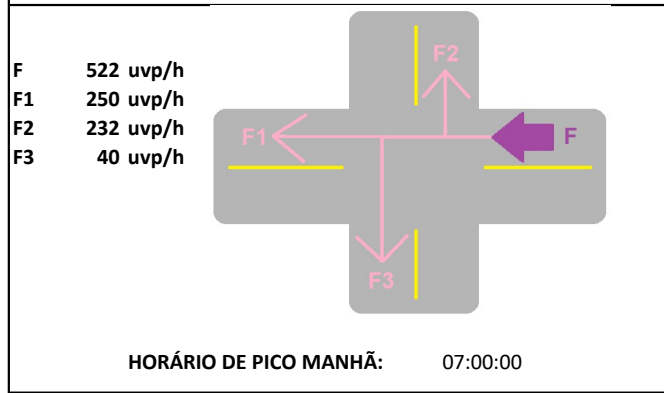 F 522 uvp/h
F1 250 uvp/h
F2 232 uvp/h
F3 40 uvp/h
F2
F1
F
F3
HORÁRIO DE PICO MANHÃ: 07:00:00